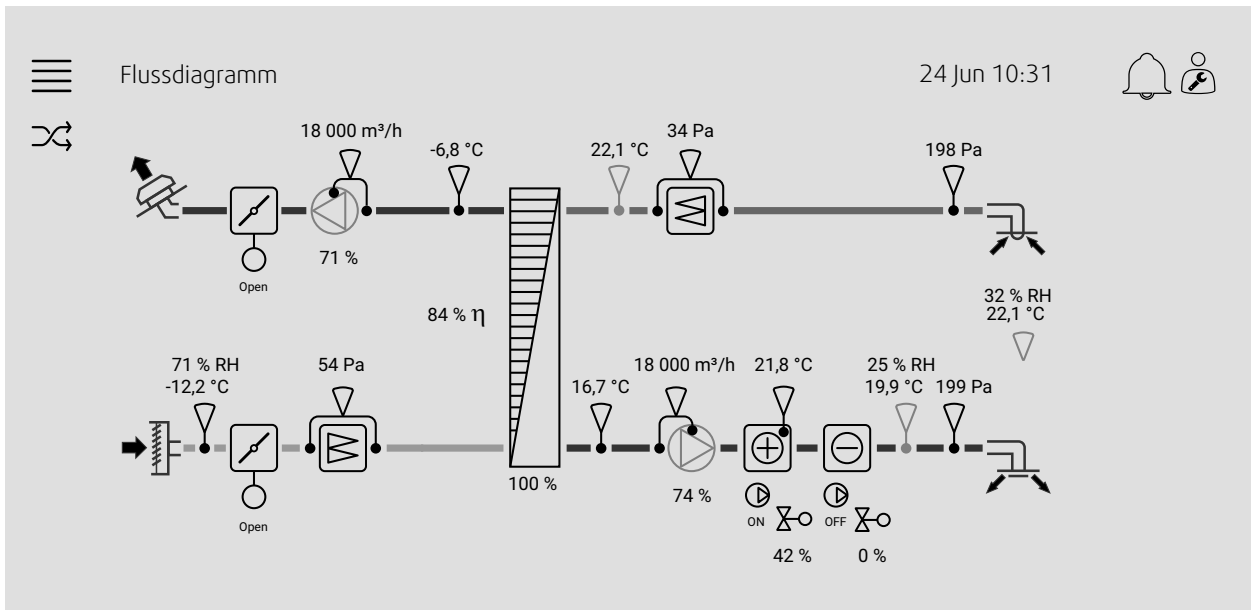 Flussdiagramm
24 Jun 10:31
18 000 m³/h
-6,8 °C
22,1 °C
34 Pa
198 Pa
71 %
Open
32 % RH
22,1 °C
84 % η
71 % RH
-12,2 °C
54 Pa
16,7 °C
18 000 m³/h
21,8 °C
25 % RH
19,9 °C
199 Pa
100 %
74 %
Open
ON
OFF
42 %
0 %